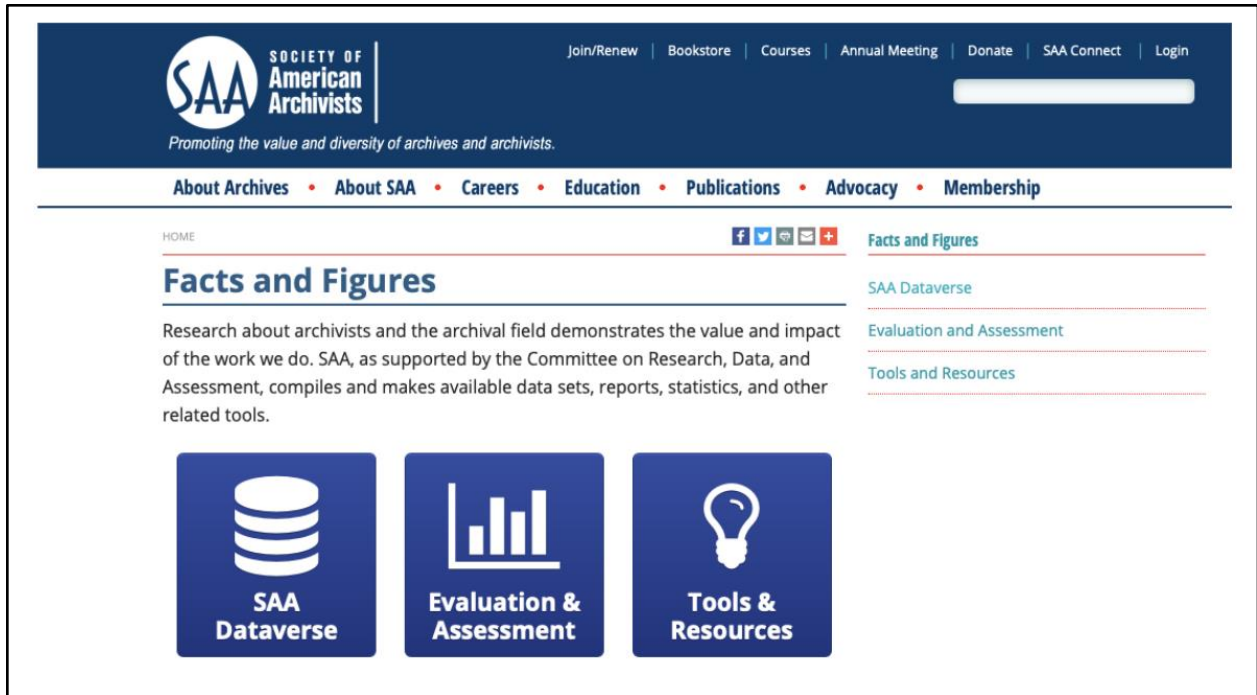 SAA
SOCIETY OF
American
Archivists
Promoting the value and diversity of archives and archivists.
Join/Renew | Bookstore | Courses | Annual Meeting | Donate | SAA Connect | Login
About Archives • About SAA • Careers • Education • Publications • Advocacy • Membership
HOME
Facts and Figures
Research about archivists and the archival field demonstrates the value and impact
of the work we do. SAA, as supported by the Committee on Research, Data, and
Assessment, compiles and makes available data sets, reports, statistics, and other
related tools.
SAA
Dataverse
Evaluation &
Assessment
Tools &
Resources
Facts and Figures
SAA Dataverse
Evaluation and Assessment
Tools and Resources